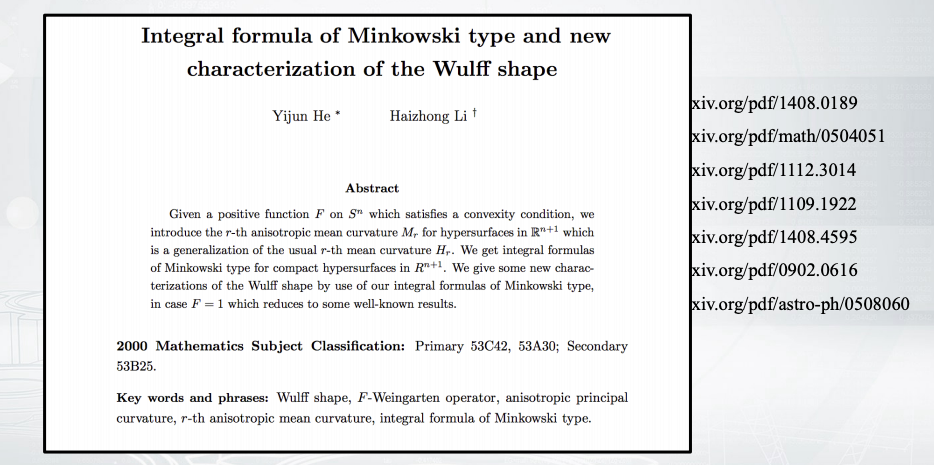 Integral formula of Minkowski type and new
characterization of the Wulff shape
Yijun He * Haizhong Li †
Abstract
Given a positive function F on Sⁿ which satisfies a convexity condition, we
introduce the r-th anisotropic mean curvature Mᵣ for hypersurfaces in ℝⁿ⁺¹ which
is a generalization of the usual r-th mean curvature Hᵣ. We get integral formulas
of Minkowski type for compact hypersurfaces in Rⁿ⁺¹. We give some new charac-
terizations of the Wulff shape by use of our integral formulas of Minkowski type,
in case F = 1 which reduces to some well-known results.
2000 Mathematics Subject Classification: Primary 53C42, 53A30; Secondary
53B25.
Key words and phrases: Wulff shape, F-Weingarten operator, anisotropic principal
curvature, r-th anisotropic mean curvature, integral formula of Minkowski type.
xiv.org/pdf/1408.0189
xiv.org/pdf/math/0504051
xiv.org/pdf/1112.3014
xiv.org/pdf/1109.1922
xiv.org/pdf/1408.4595
xiv.org/pdf/0902.0616
xiv.org/pdf/astro-ph/0508060